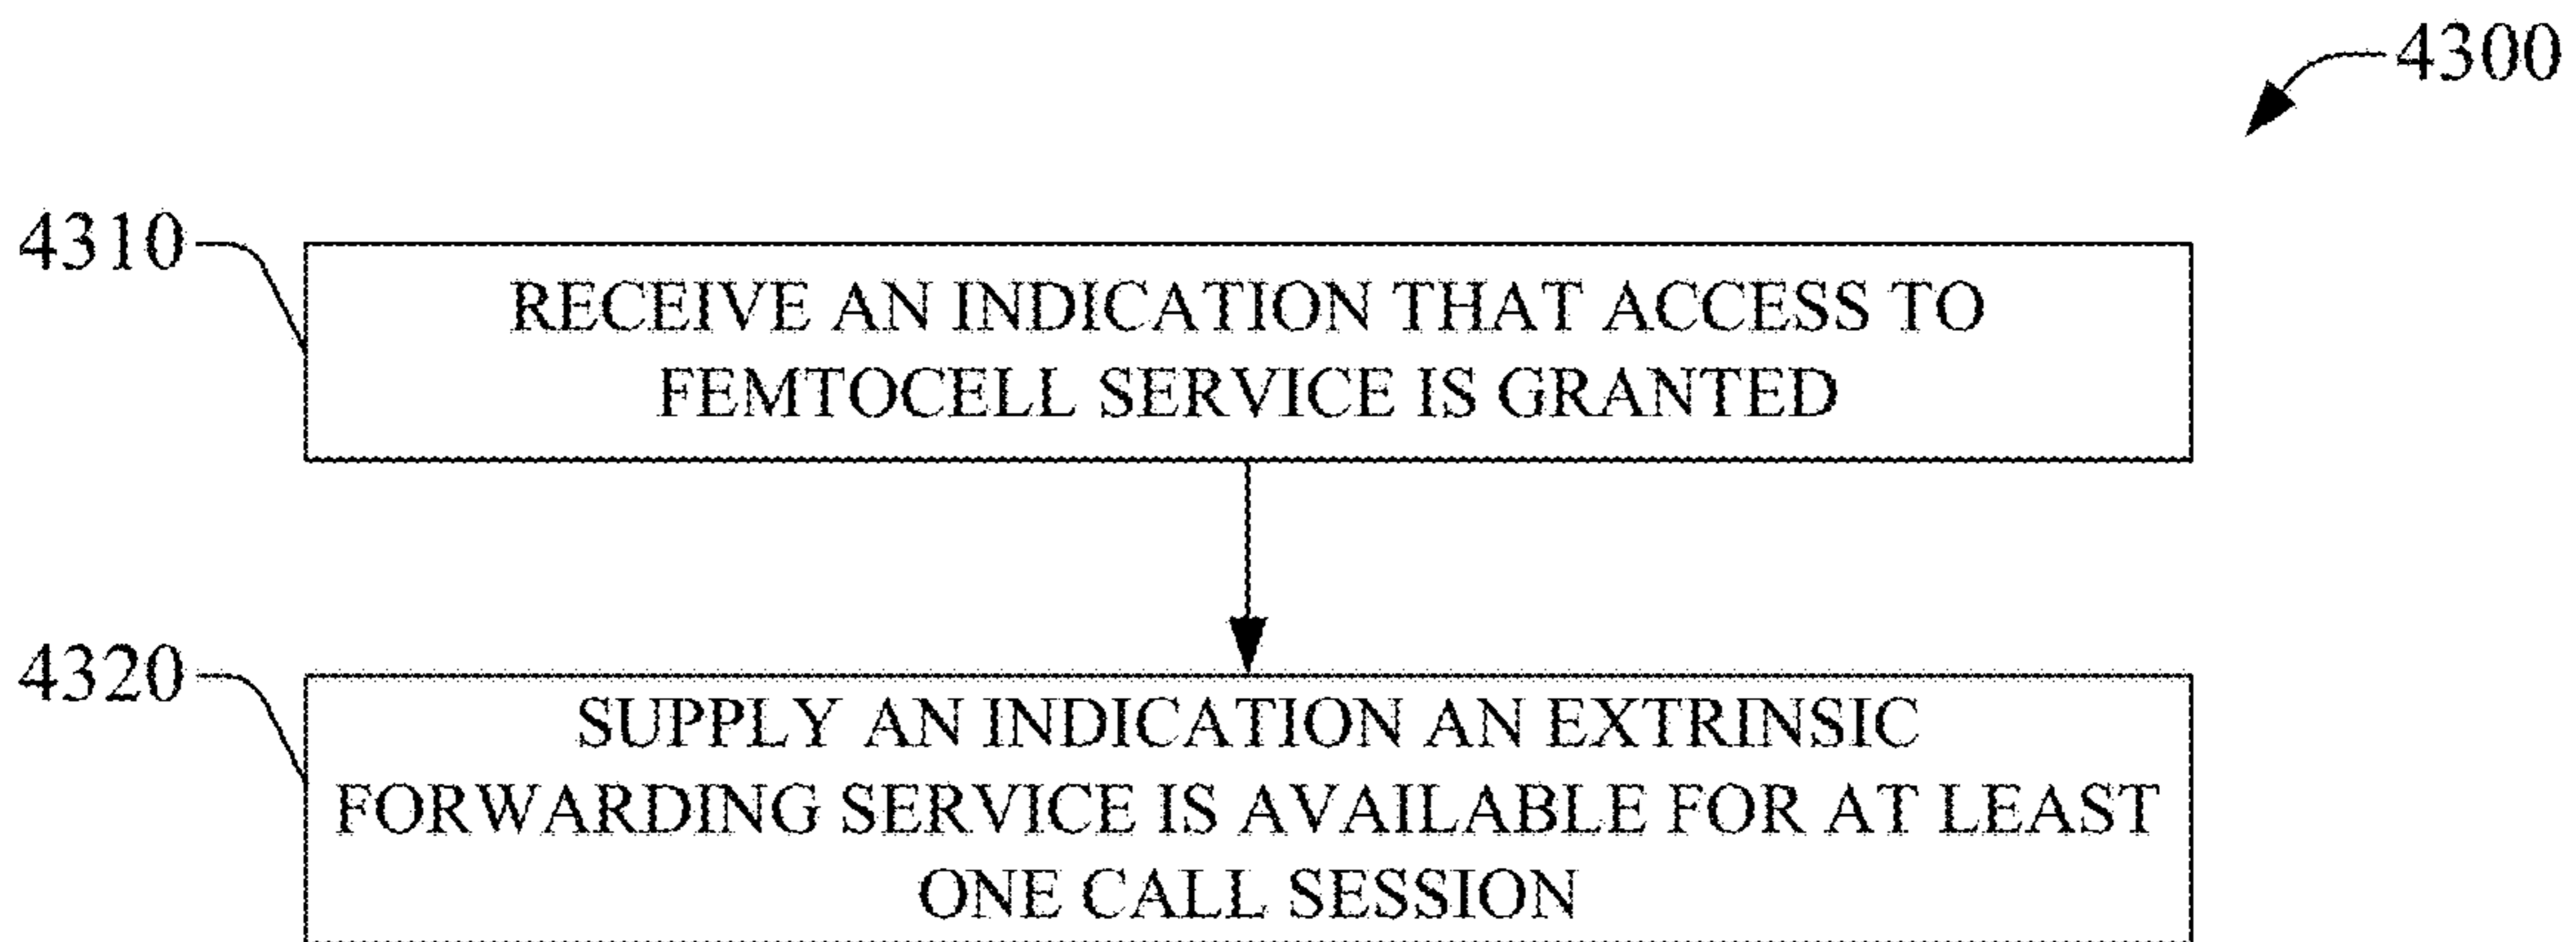 4300
4310
RECEIVE AN INDICATION THAT ACCESS TO
FEMTOCELL SERVICE IS GRANTED
4320
SUPPLY AN INDICATION AN EXTRINSIC
FORWARDING SERVICE IS AVAILABLE FOR AT LEAST
ONE CALL SESSION